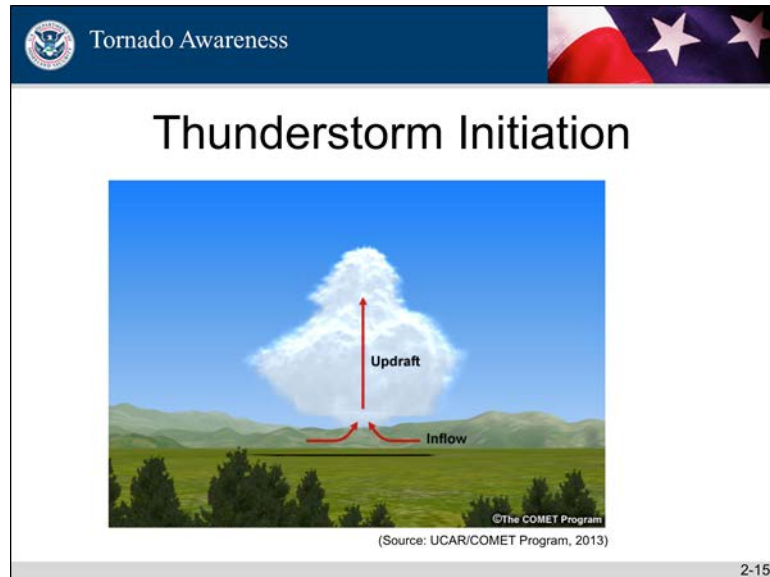 Tornado Awareness
Thunderstorm Initiation
Updraft
Inflow
©The COMET Program
(Source: UCAR/COMET Program, 2013)
2-15